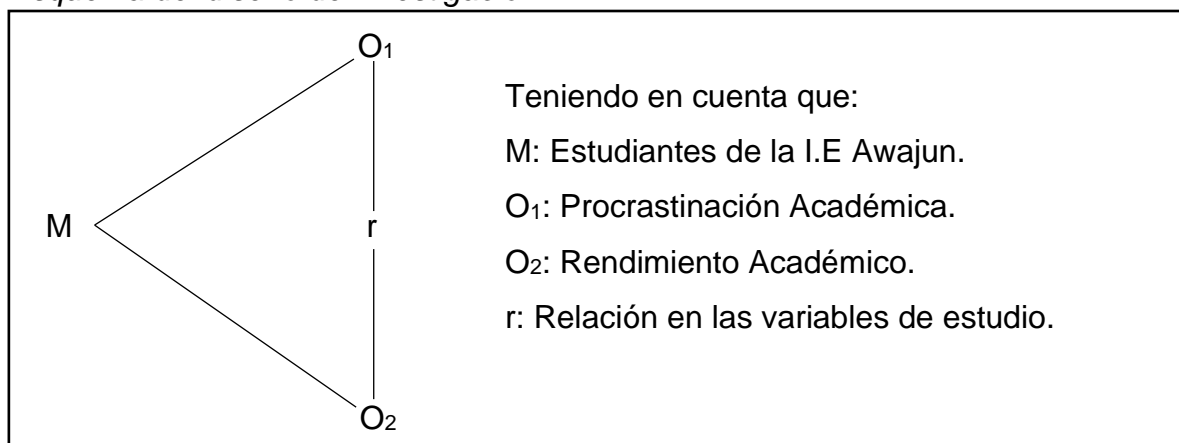 O₁
Teniendo en cuenta que:
M: Estudiantes de la I.E Awajun.
O₁: Procrastinación Académica.
M
r
O₂: Rendimiento Académico.
r: Relación en las variables de estudio.
O₂